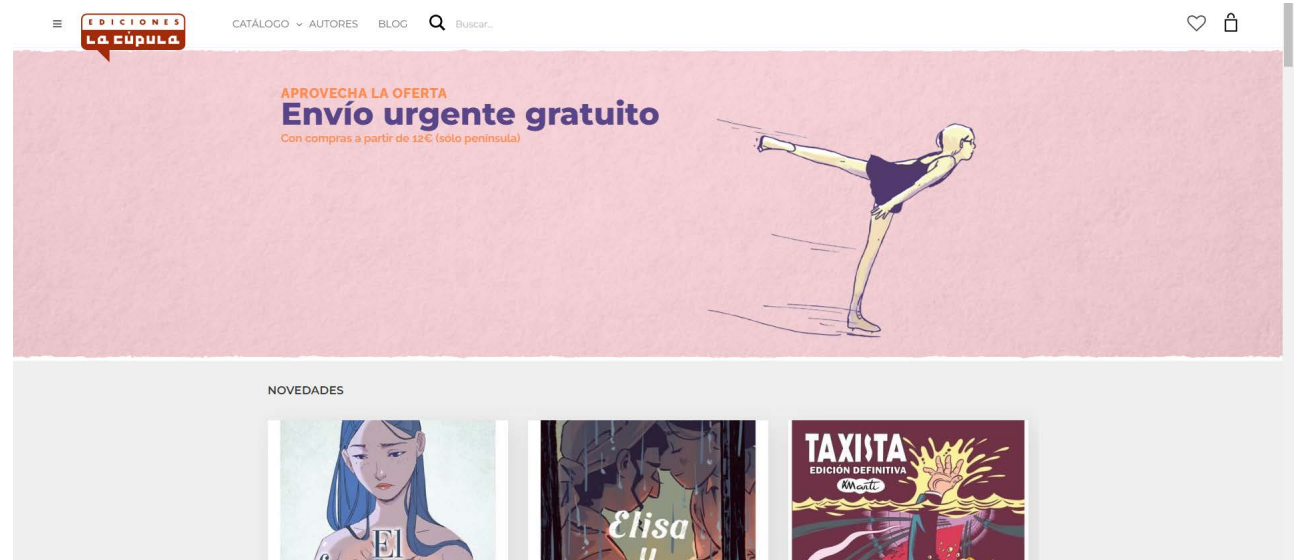 EDICIONES
La cúpula
CATÁLOGO
AUTORES
BLOG
Buscar...
APROVECHA LA OFERTA
Envío urgente gratuito
Con compras a partir de 12€ (sólo península)
NOVEDADES
El
Elisa
TAXISTA
EDICIÓN DEFINITIVA
Martí